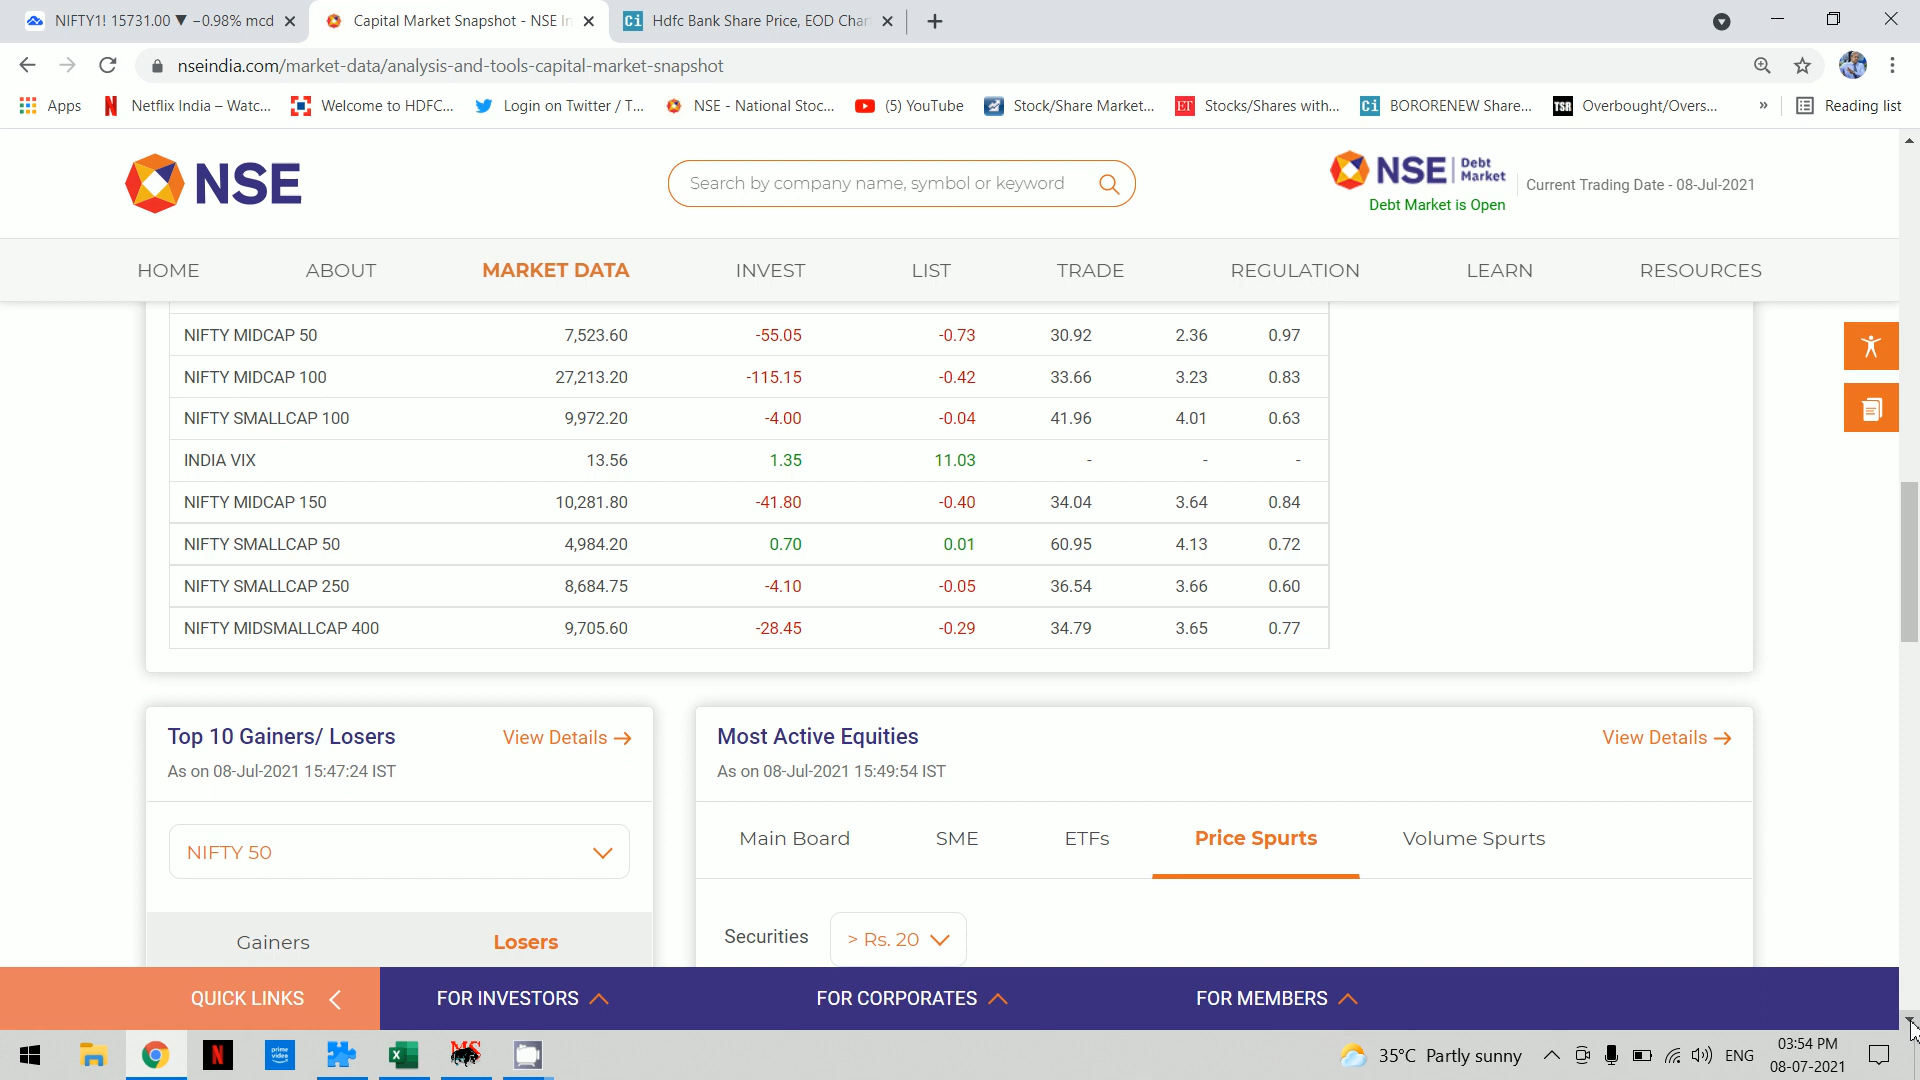 NIFTY1! 15731.00 ▼ −0.98% mcd
Capital Market Snapshot - NSE In
Ci Hdfc Bank Share Price, EOD Char
nseindia.com/market-data/analysis-and-tools-capital-market-snapshot
Apps
Netflix India – Watc...
Welcome to HDFC...
Login on Twitter / T...
NSE - National Stoc...
(5) YouTube
Stock/Share Market...
ET Stocks/Shares with...
Ci BORORENEW Share...
TSR Overbought/Overs...
» Reading list
NSE
Search by company name, symbol or keyword
NSE Debt Market
Debt Market is Open
Current Trading Date - 08-Jul-2021
HOME ABOUT MARKET DATA INVEST LIST TRADE REGULATION LEARN RESOURCES
NIFTY MIDCAP 50 7,523.60 -55.05 -0.73 30.92 2.36 0.97
NIFTY MIDCAP 100 27,213.20 -115.15 -0.42 33.66 3.23 0.83
NIFTY SMALLCAP 100 9,972.20 -4.00 -0.04 41.96 4.01 0.63
INDIA VIX 13.56 1.35 11.03 - - -
NIFTY MIDCAP 150 10,281.80 -41.80 -0.40 34.04 3.64 0.84
NIFTY SMALLCAP 50 4,984.20 0.70 0.01 60.95 4.13 0.72
NIFTY SMALLCAP 250 8,684.75 -4.10 -0.05 36.54 3.66 0.60
NIFTY MIDSMALLCAP 400 9,705.60 -28.45 -0.29 34.79 3.65 0.77
Top 10 Gainers/ Losers View Details →
As on 08-Jul-2021 15:47:24 IST
NIFTY 50
Gainers Losers
Most Active Equities View Details →
As on 08-Jul-2021 15:49:54 IST
Main Board SME ETFs Price Spurts Volume Spurts
Securities > Rs. 20
QUICK LINKS FOR INVESTORS FOR CORPORATES FOR MEMBERS
N
prime video
MS
35°C Partly sunny
ENG
03:54 PM
08-07-2021